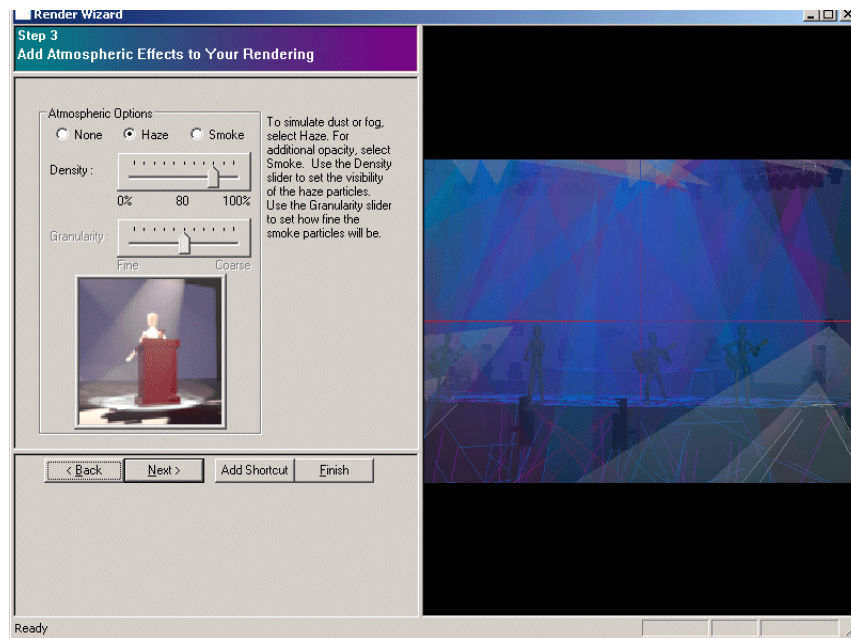 Render Wizard
Step 3
Add Atmospheric Effects to Your Rendering
Atmospheric Options
None Haze Smoke
Density :
0% 80 100%
Granularity :
Fine Coarse
To simulate dust or fog,
select Haze. For
additional opacity, select
Smoke. Use the Density
slider to set the visibility
of the haze particles.
Use the Granularity slider
to set how fine the
smoke particles will be.
< Back Next > Add Shortcut Finish
Ready